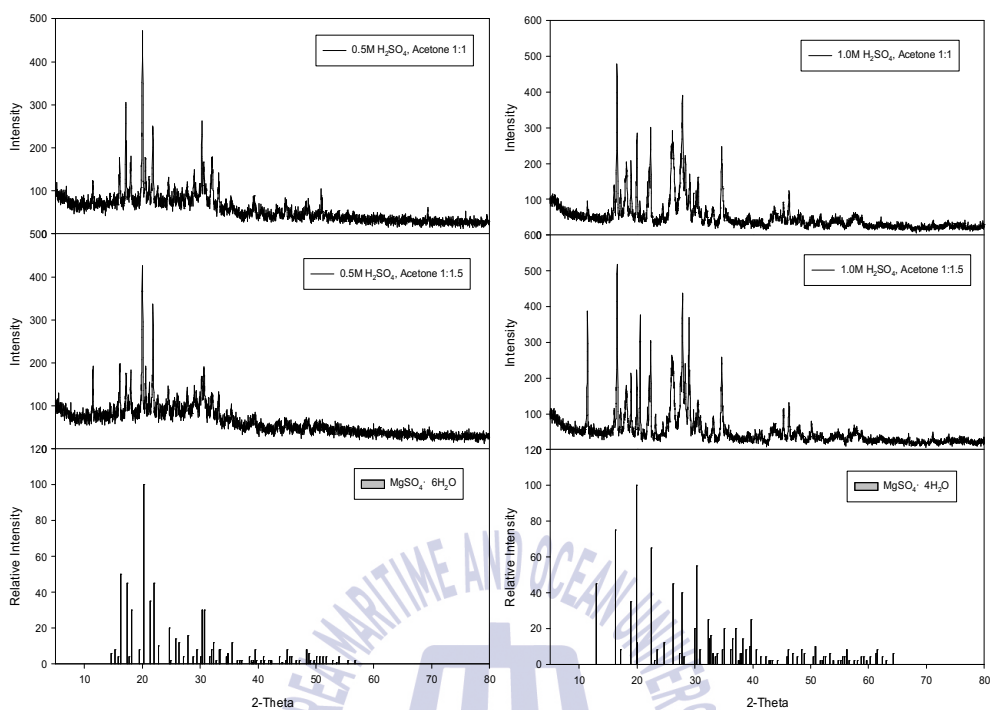 500
400
300
200
100
Intensity
0.5M H₂SO₄, Acetone 1:1
500
400
300
200
100
Intensity
0.5M H₂SO₄, Acetone 1:1.5
120
100
80
60
40
20
0
Relative Intensity
MgSO₄· 6H₂O
10 20 30 40 50 60 70 80
2-Theta
600
500
400
300
200
100
Intensity
1.0M H₂SO₄, Acetone 1:1
600
500
400
300
200
100
Intensity
1.0M H₂SO₄, Acetone 1:1.5
120
100
80
60
40
20
0
Relative Intensity
MgSO₄· 4H₂O
10 20 30 40 50 60 70 80
2-Theta
MARITIME AND OCEAN